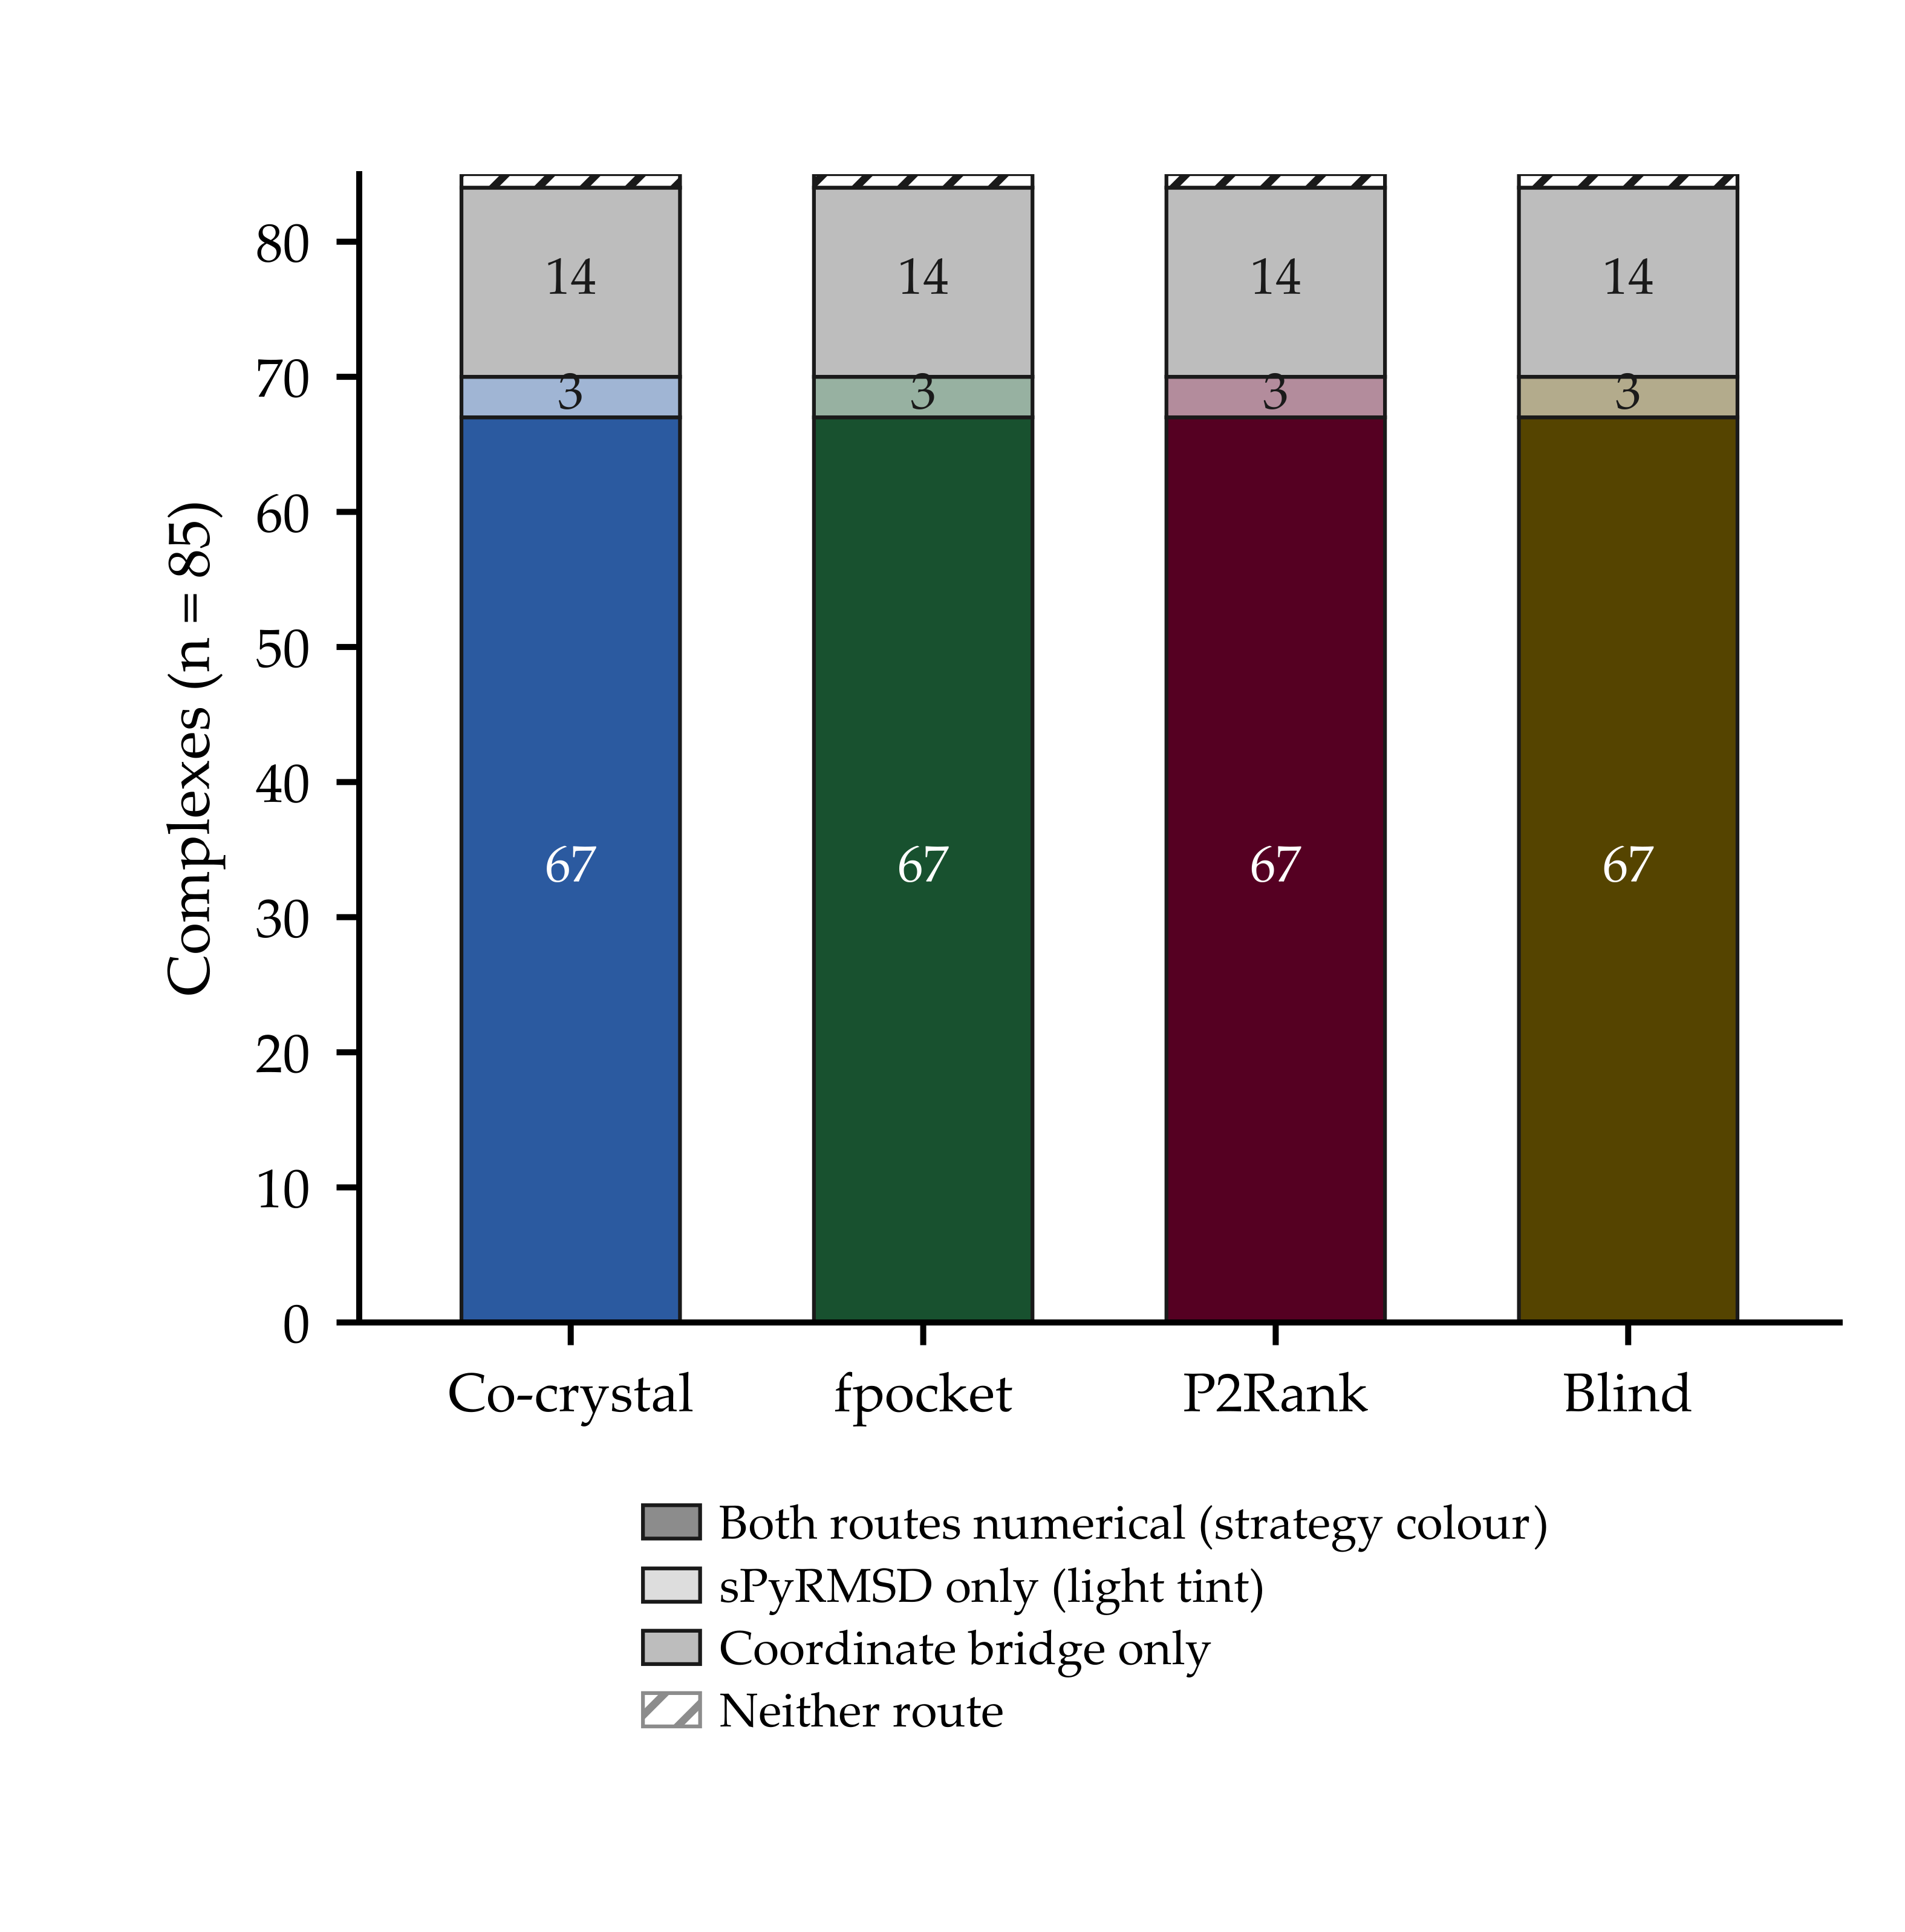 Complexes (n = 85)
80
70
60
50
40
30
20
10
0
14 14 14 14
3 3 3 3
67 67 67 67
Co-crystal fpocket P2Rank Blind
Both routes numerical (strategy colour)
sPyRMSD only (light tint)
Coordinate bridge only
Neither route